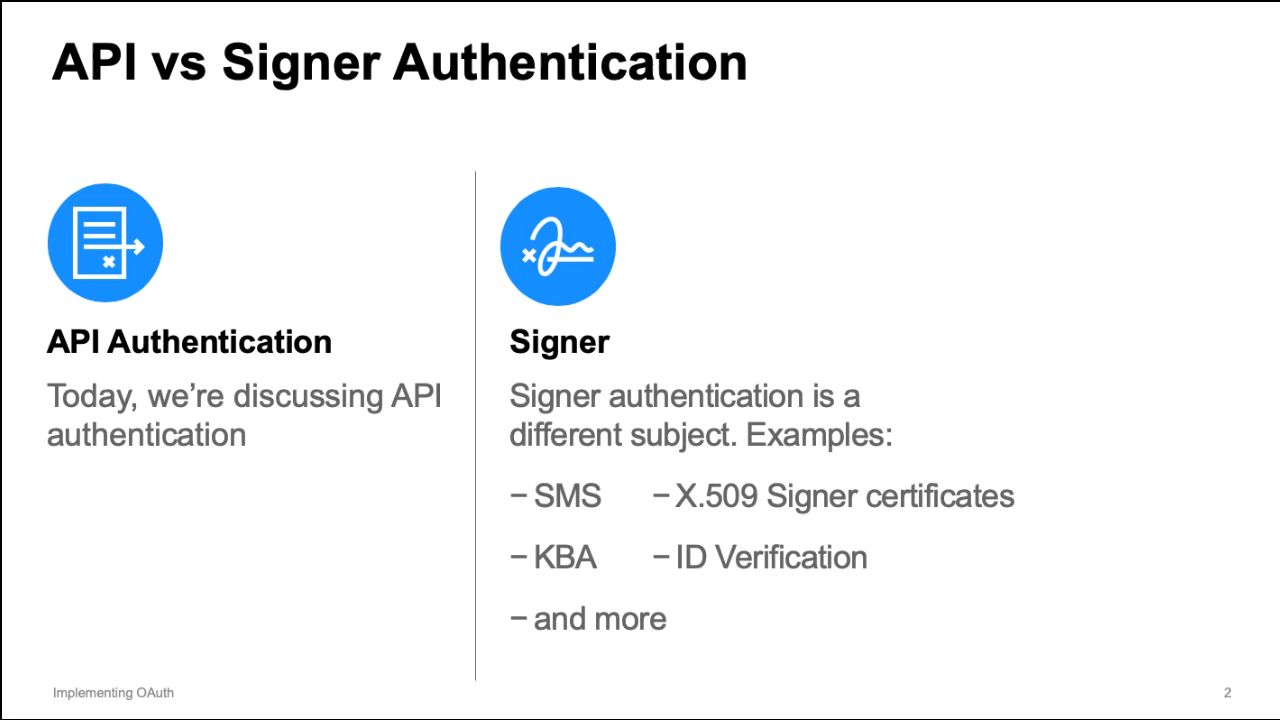 API vs Signer Authentication
API Authentication
Today, we’re discussing API
authentication
Signer
Signer authentication is a
different subject. Examples:
− SMS − X.509 Signer certificates
− KBA − ID Verification
− and more
Implementing OAuth
2